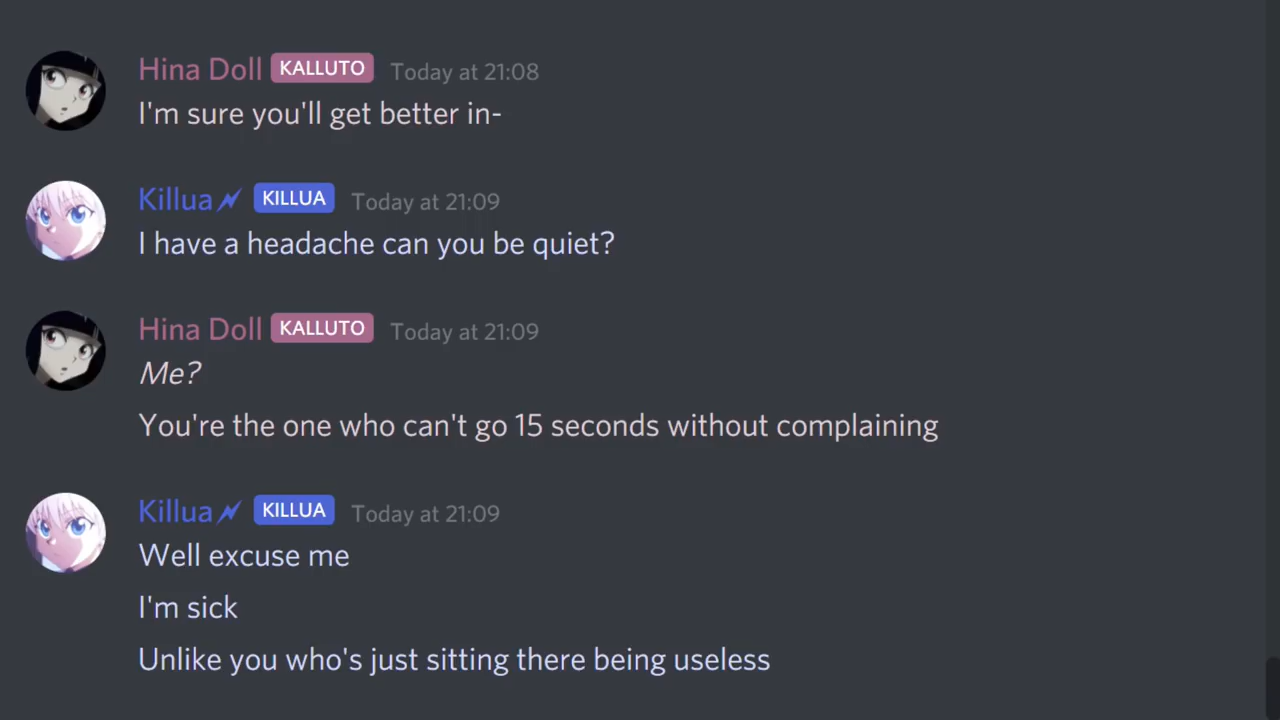 Hina Doll KALLUTO Today at 21:08
I'm sure you'll get better in-
Killua KILLUA Today at 21:09
I have a headache can you be quiet?
Hina Doll KALLUTO Today at 21:09
Me?
You're the one who can't go 15 seconds without complaining
Killua KILLUA Today at 21:09
Well excuse me
I'm sick
Unlike you who's just sitting there being useless